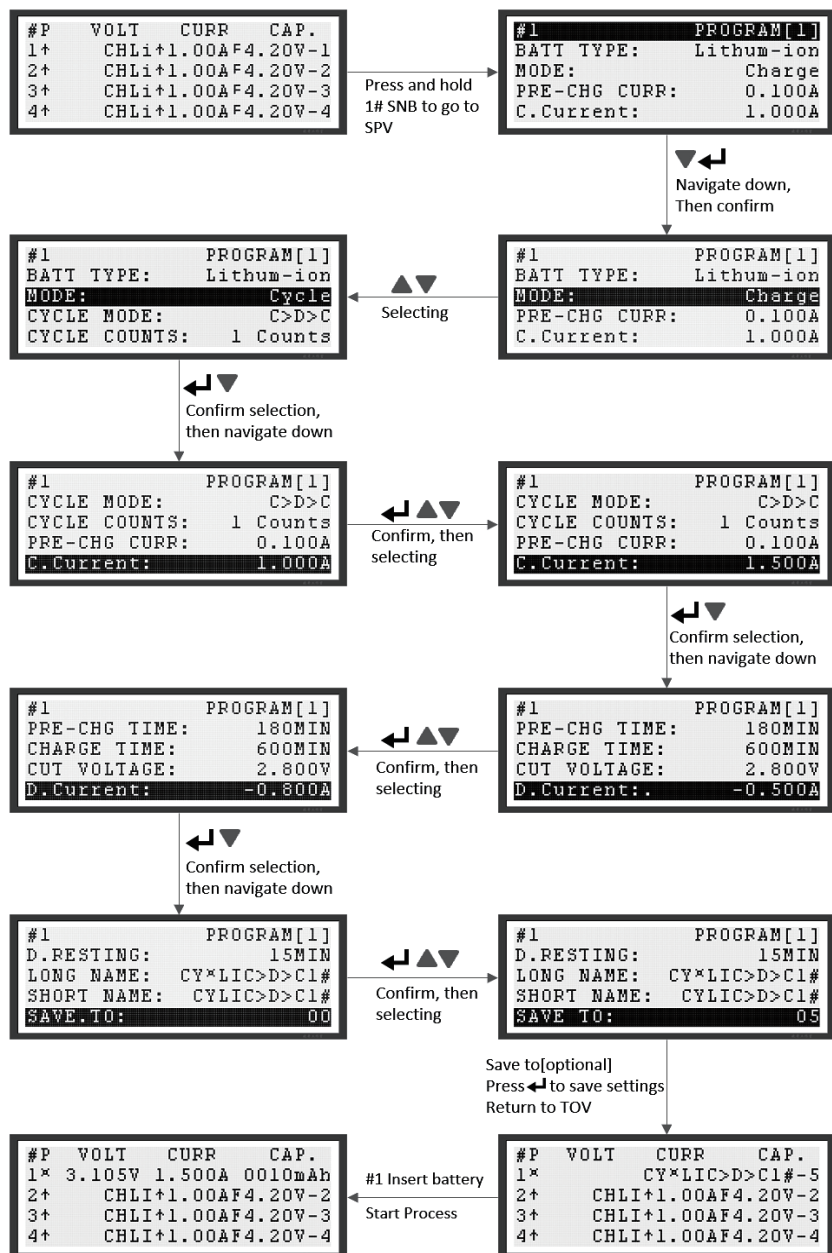 #P VOLT CURR CAP.
1↑ CHLi↑1.00AF4.20V-1
2↑ CHLi↑1.00AF4.20V-2
3↑ CHLi↑1.00AF4.20V-3
4↑ CHLi↑1.00AF4.20V-4
Press and hold
1# SNB to go to
SPV
#1 PROGRAM[1]
BATT TYPE: Lithum-ion
MODE: Charge
PRE-CHG CURR: 0.100A
C.Current: 1.000A
▼↵
Navigate down,
Then confirm
#1 PROGRAM[1]
BATT TYPE: Lithum-ion
MODE: Charge
PRE-CHG CURR: 0.100A
C.Current: 1.000A
▲▼
Selecting
#1 PROGRAM[1]
BATT TYPE: Lithum-ion
MODE: Cycle
CYCLE MODE: C>D>C
CYCLE COUNTS: 1 Counts
↵▼
Confirm selection,
then navigate down
#1 PROGRAM[1]
CYCLE MODE: C>D>C
CYCLE COUNTS: 1 Counts
PRE-CHG CURR: 0.100A
C.Current: 1.000A
↵▲▼
Confirm, then
selecting
#1 PROGRAM[1]
CYCLE MODE: C>D>C
CYCLE COUNTS: 1 Counts
PRE-CHG CURR: 0.100A
C.Current: 1.500A
↵▼
Confirm selection,
then navigate down
#1 PROGRAM[1]
PRE-CHG TIME: 180MIN
CHARGE TIME: 600MIN
CUT VOLTAGE: 2.800V
D.Current:. -0.500A
↵▲▼
Confirm, then
selecting
#1 PROGRAM[1]
PRE-CHG TIME: 180MIN
CHARGE TIME: 600MIN
CUT VOLTAGE: 2.800V
D.Current: -0.800A
↵▼
Confirm selection,
then navigate down
#1 PROGRAM[1]
D.RESTING: 15MIN
LONG NAME: CY¤LIC>D>C1#
SHORT NAME: CYLIC>D>C1#
SAVE.TO: 00
↵▲▼
Confirm, then
selecting
#1 PROGRAM[1]
D.RESTING: 15MIN
LONG NAME: CY¤LIC>D>C1#
SHORT NAME: CYLIC>D>C1#
SAVE TO: 05
Save to[optional]
Press ↵ to save settings
Return to TOV
#P VOLT CURR CAP.
1¤ CY¤LIC>D>C1#-5
2↑ CHLI↑1.00AF4.20V-2
3↑ CHLI↑1.00AF4.20V-3
4↑ CHLI↑1.00AF4.20V-4
#1 Insert battery
Start Process
#P VOLT CURR CAP.
1¤ 3.105V 1.500A 0010mAh
2↑ CHLI↑1.00AF4.20V-2
3↑ CHLI↑1.00AF4.20V-3
4↑ CHLI↑1.00AF4.20V-4